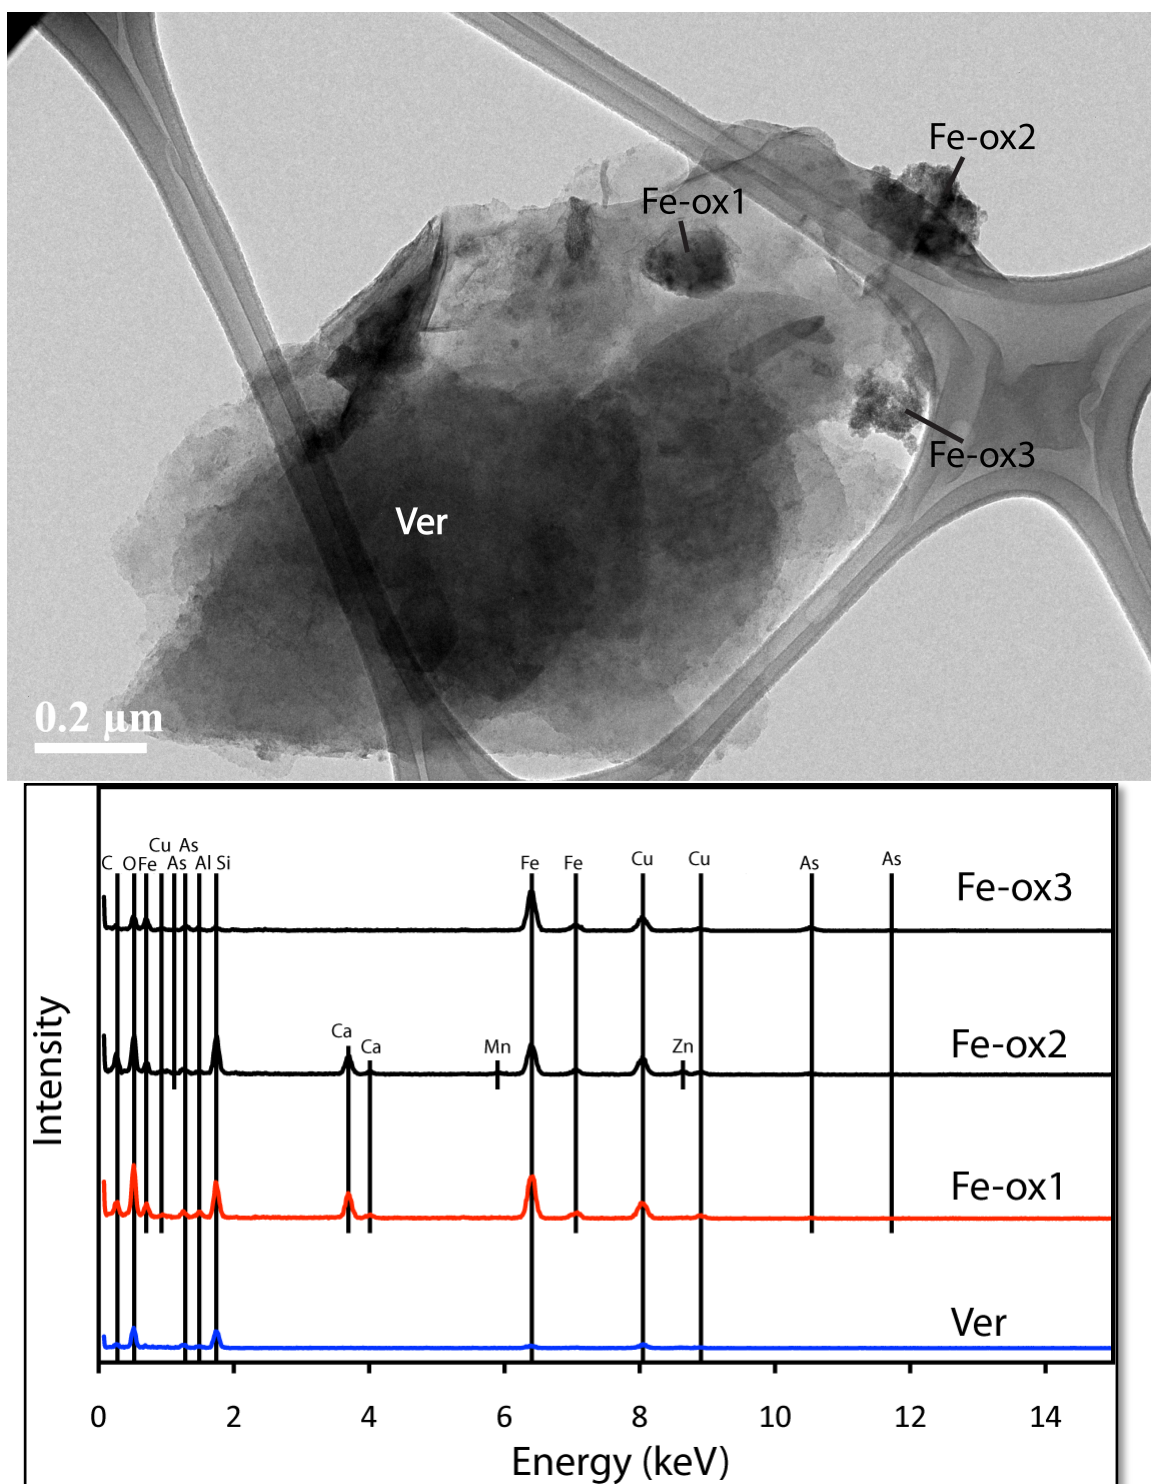 Fe-ox2
Fe-ox1
Fe-ox3
Ver
0.2 µm
Cu As
C O Fe As Al Si Fe Fe Cu Cu As As
Fe-ox3
Ca Ca Mn Zn
Fe-ox2
Fe-ox1
Ver
Intensity
0 2 4 6 8 10 12 14
Energy (keV)